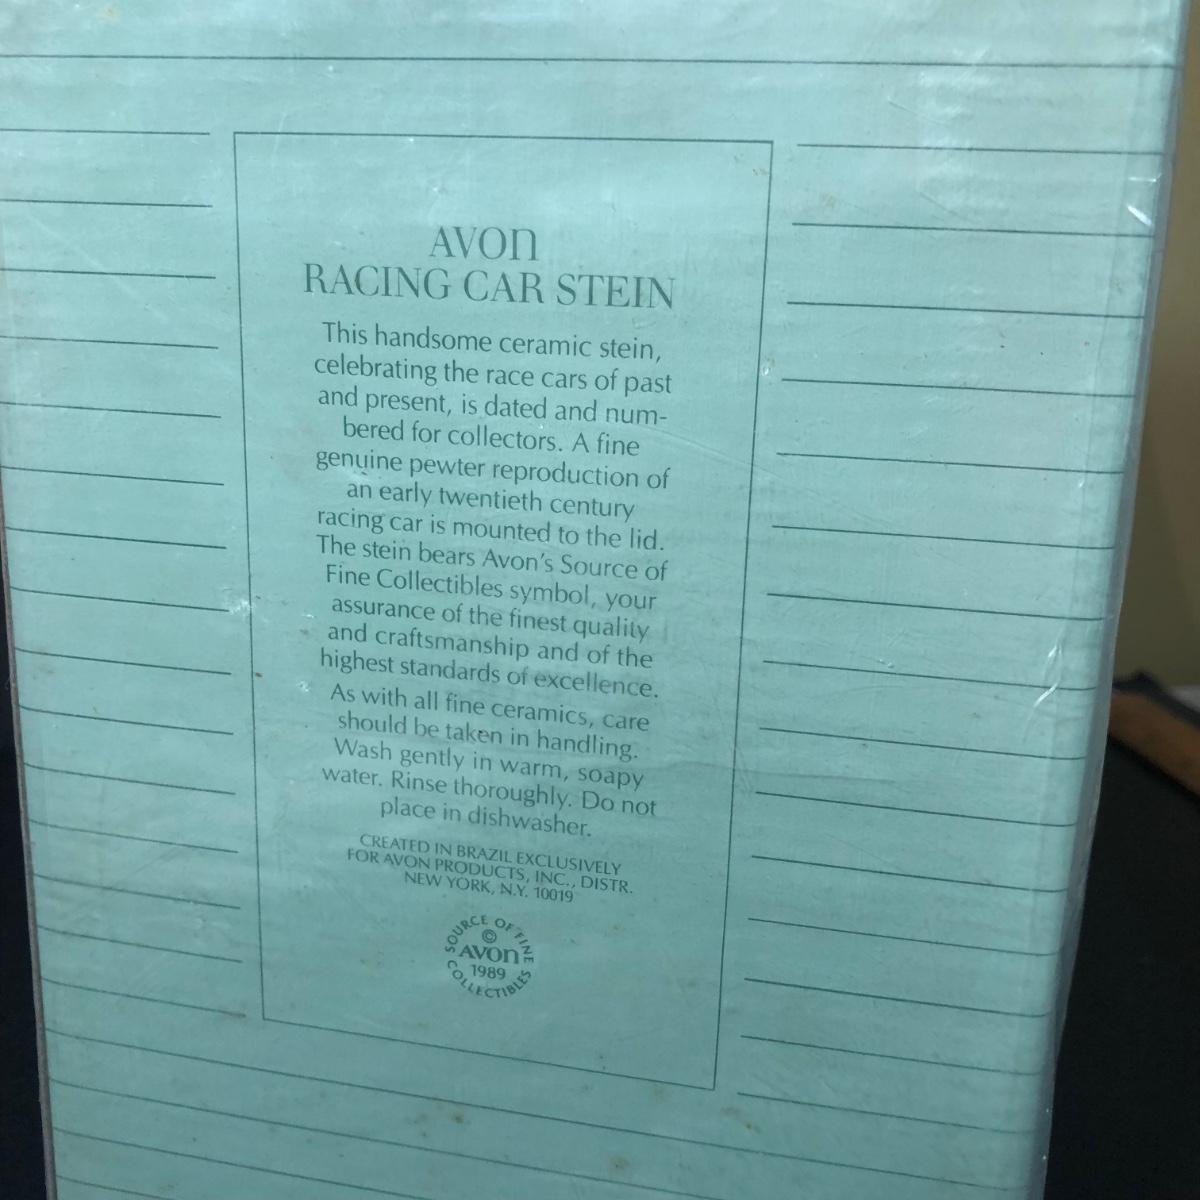 AVON
RACING CAR STEIN
This handsome ceramic stein,
celebrating the race cars of past
and present, is dated and num-
bered for collectors. A fine
genuine pewter reproduction of
an early twentieth century
racing car is mounted to the lid.
The stein bears Avon's Source of
Fine Collectibles symbol, your
assurance of the finest quality
and craftsmanship and of the
highest standards of excellence.
As with all fine ceramics, care
should be taken in handling.
Wash gently in warm, soapy
water. Rinse thoroughly. Do not
place in dishwasher.
CREATED IN BRAZIL EXCLUSIVELY
FOR AVON PRODUCTS, INC., DISTR.
NEW YORK, N.Y. 10019
SOURCE OF FINE
©
AVON
1989
COLLECTIBLES